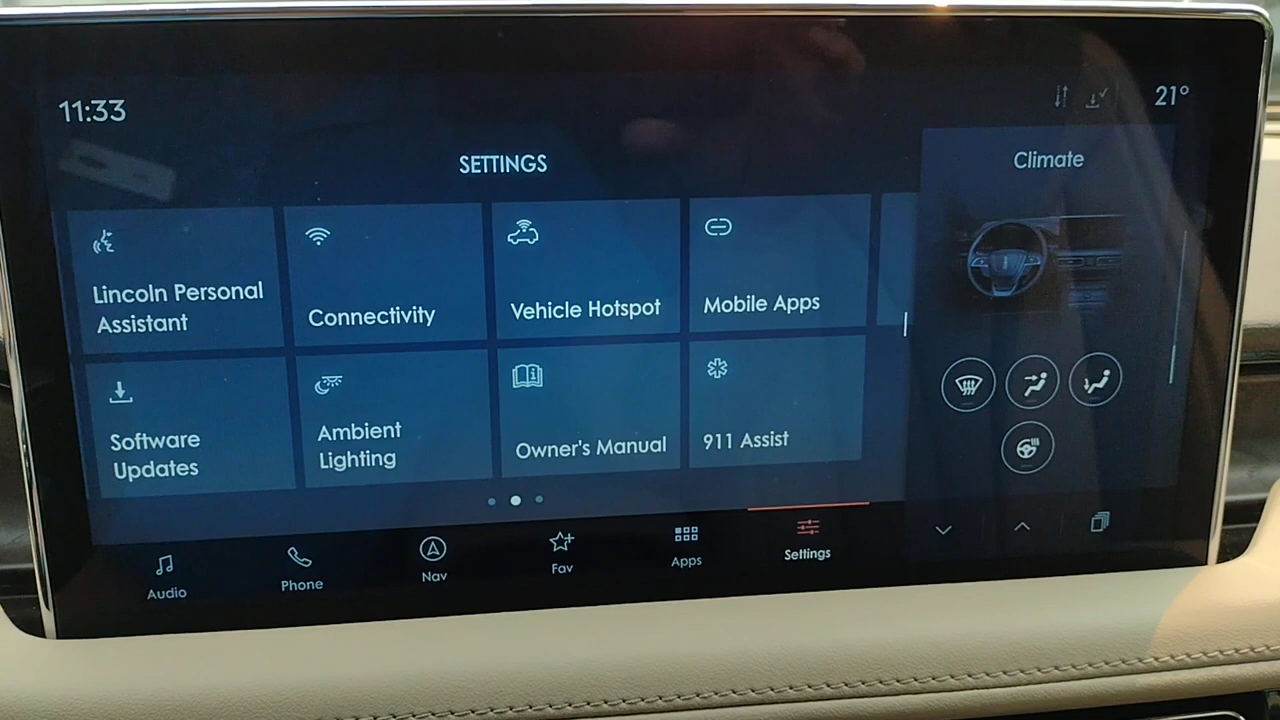 11:33
21°
SETTINGS
Climate
Lincoln Personal
Assistant
Connectivity
Vehicle Hotspot
Mobile Apps
Software
Updates
Ambient
Lighting
Owner's Manual
911 Assist
Audio
Phone
Nav
Fav
Apps
Settings